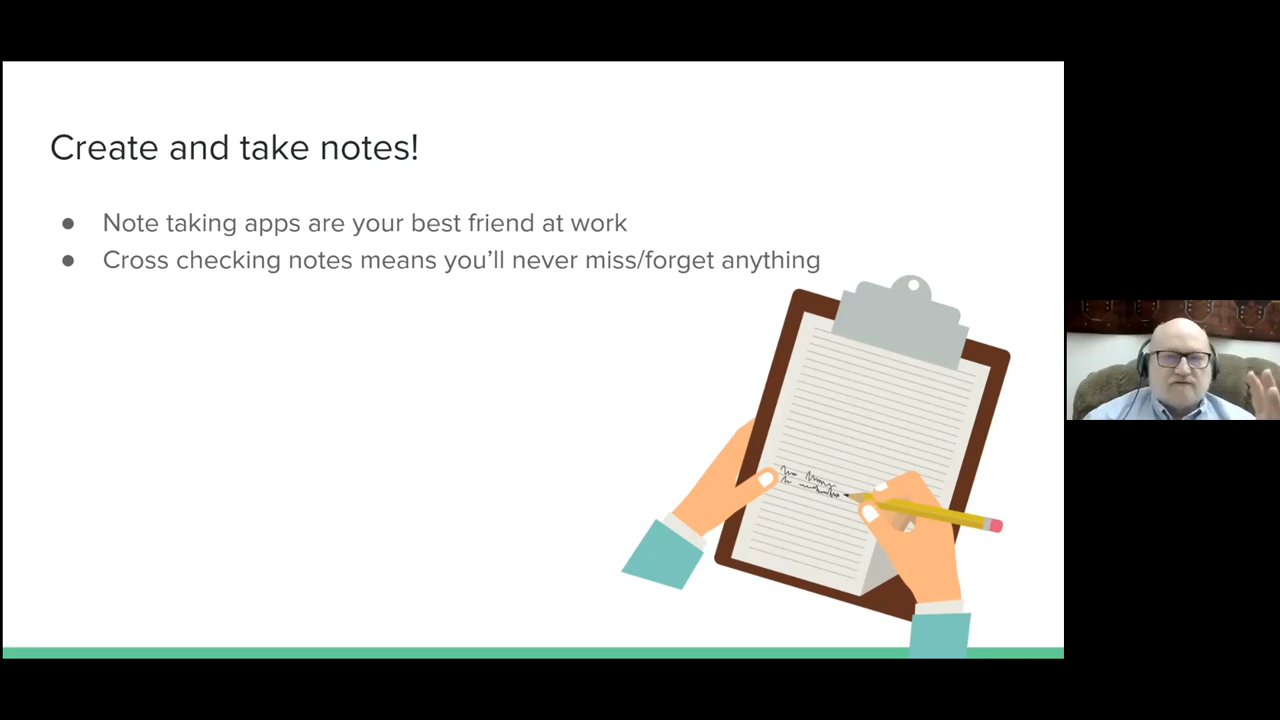 Create and take notes!
● Note taking apps are your best friend at work
● Cross checking notes means you’ll never miss/forget anything